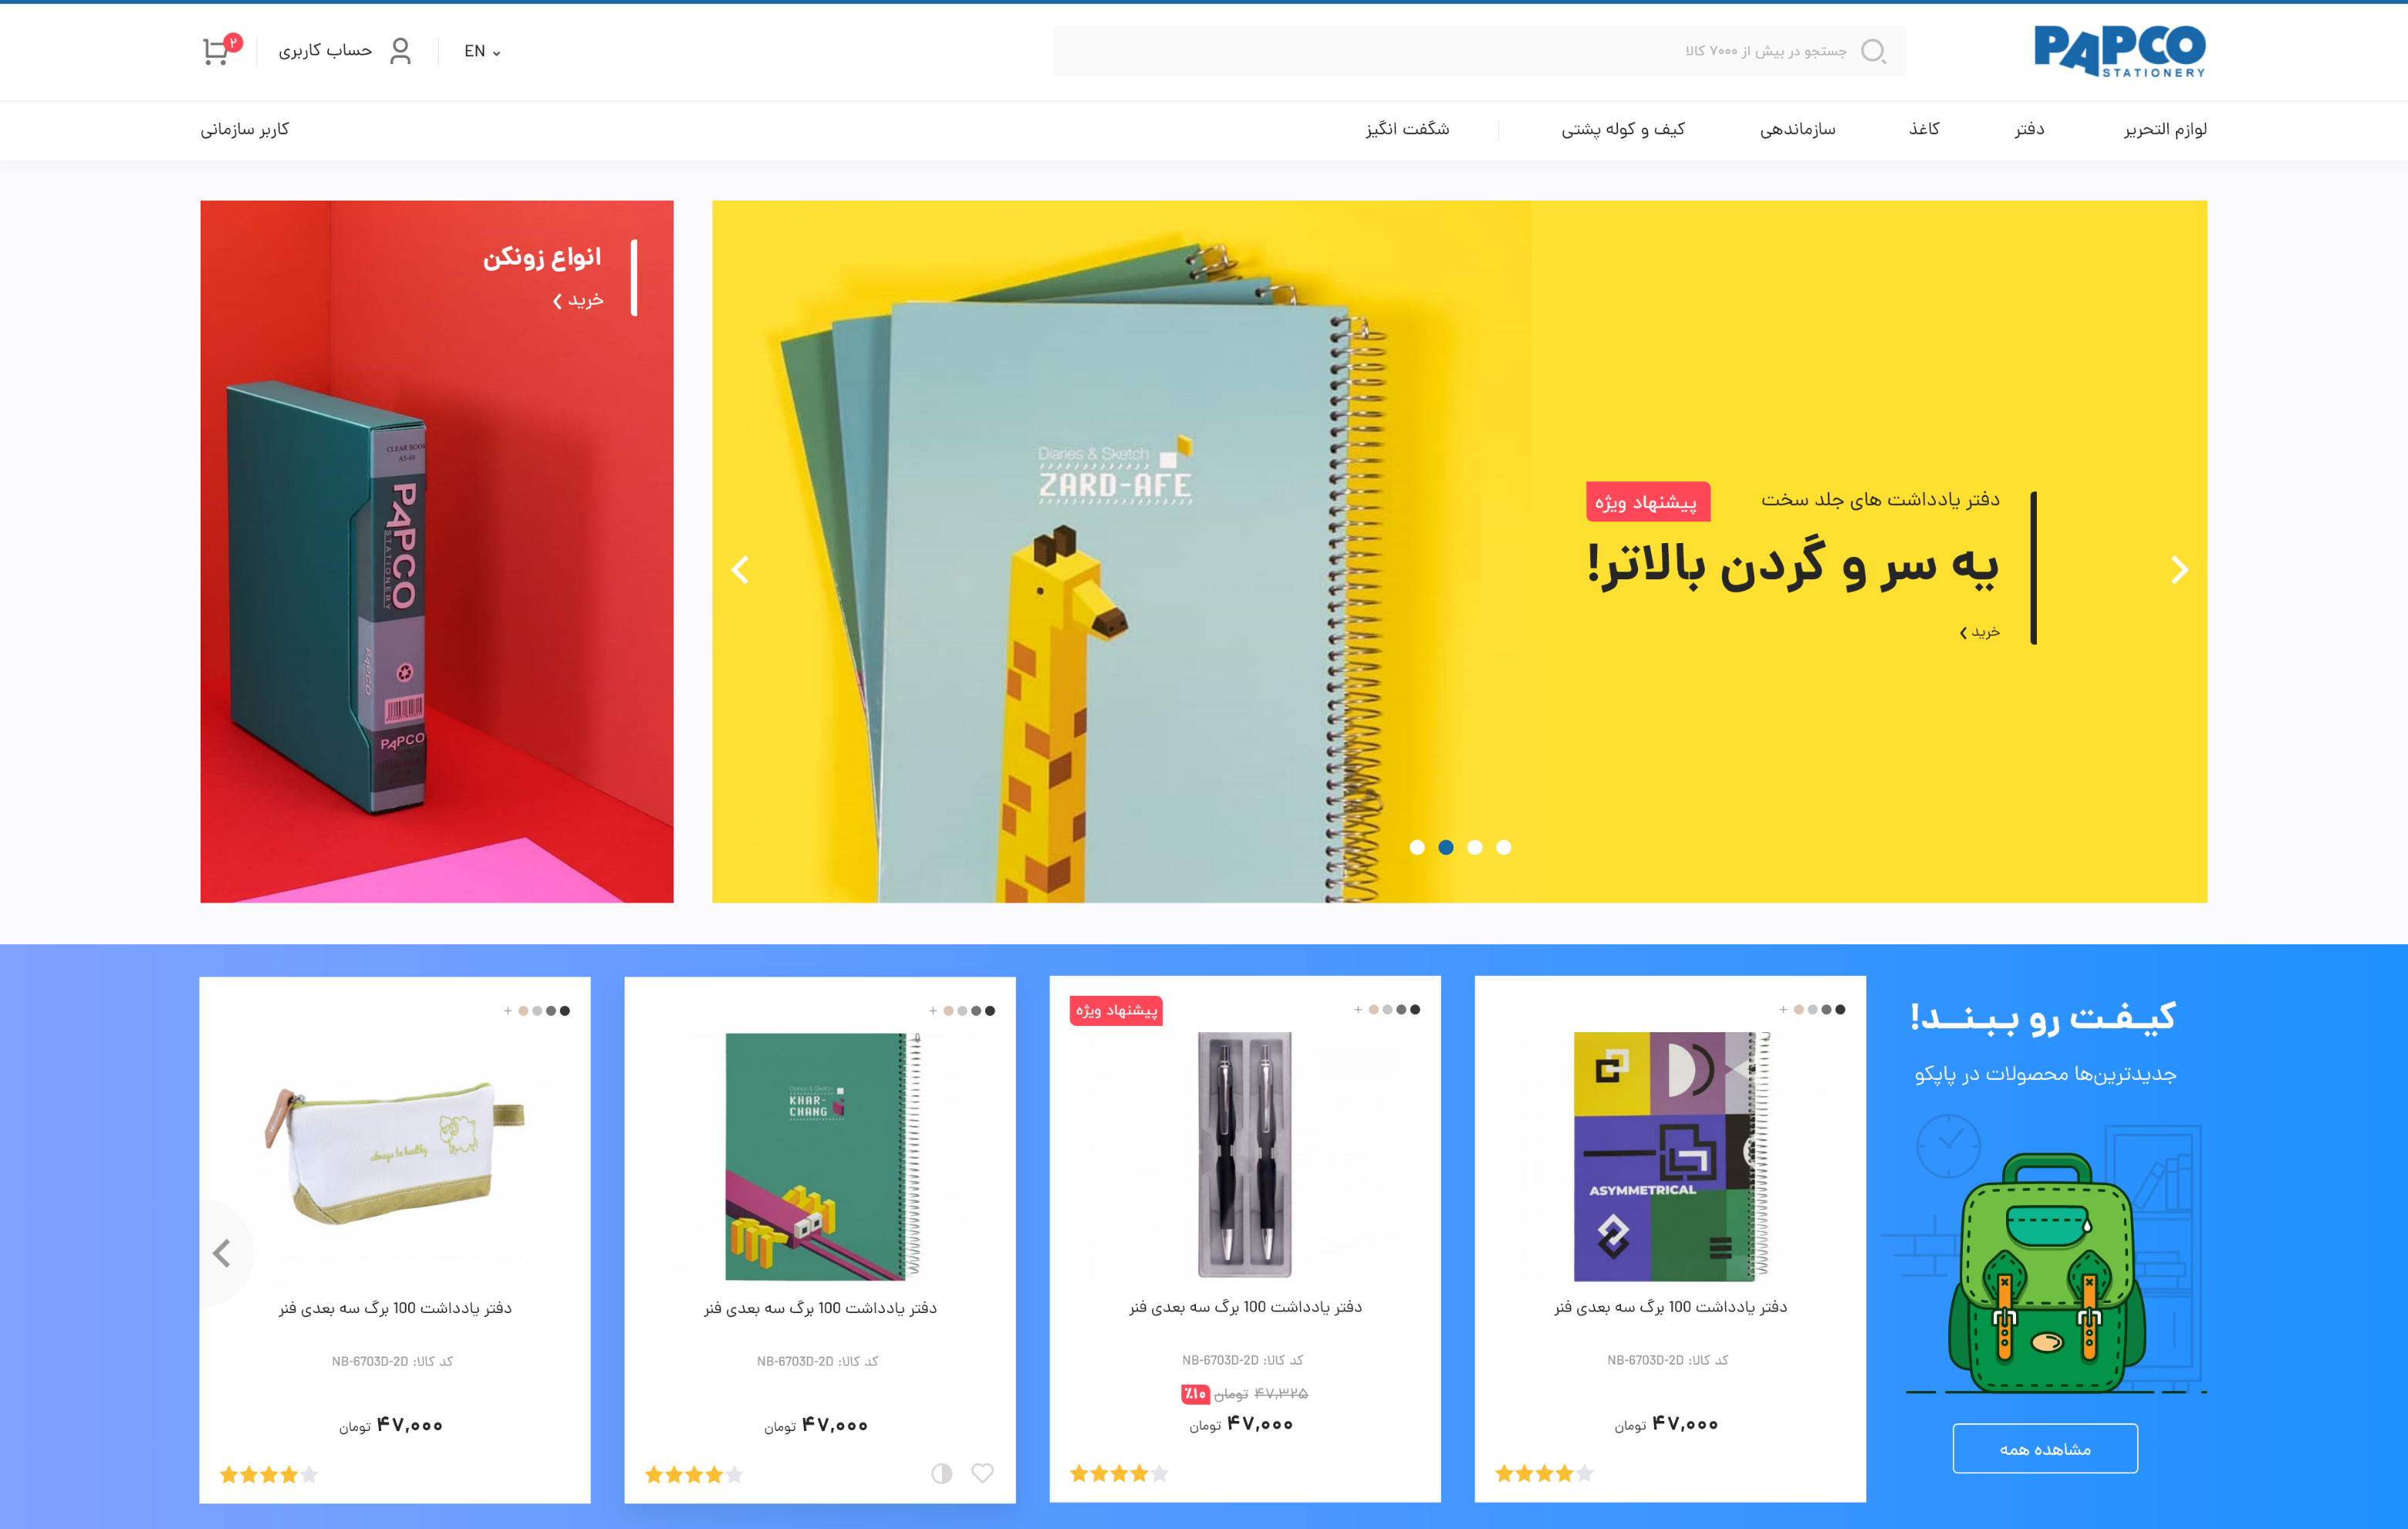 PAPCO
STATIONERY
جستجو در بیش از ۷۰۰۰ کالا
EN
حساب کاربری
۲
لوازم التحریر
دفتر
کاغذ
سازماندهی
کیف و کوله پشتی
شگفت انگیز
کاربر سازمانی
دفتر یادداشت های جلد سخت
پیشنهاد ویژه
یه سر و گردن بالاتر!
خرید
Diaries & Sketch
ZARD-AFE
انواع زونکن
خرید
CLEAR BOOK
A5-60
PAPCO
STATIONERY
PAPCO
PAPCO
کیـفـت رو بـبـنـــد!
جدیدترین‌ها محصولات در پاپکو
مشاهده همه
ASYMMETRICAL
دفتر یادداشت 100 برگ سه بعدی فنر
کد کالا: NB-6703D-2D
۴۷,۰۰۰ تومان
پیشنهاد ویژه
دفتر یادداشت 100 برگ سه بعدی فنر
کد کالا: NB-6703D-2D
۴۷,۳۲۵ تومان ٪۱۰
۴۷,۰۰۰ تومان
Diaries & Sketch
KHAR-
CHANG
دفتر یادداشت 100 برگ سه بعدی فنر
کد کالا: NB-6703D-2D
۴۷,۰۰۰ تومان
always be healthy
دفتر یادداشت 100 برگ سه بعدی فنر
کد کالا: NB-6703D-2D
۴۷,۰۰۰ تومان